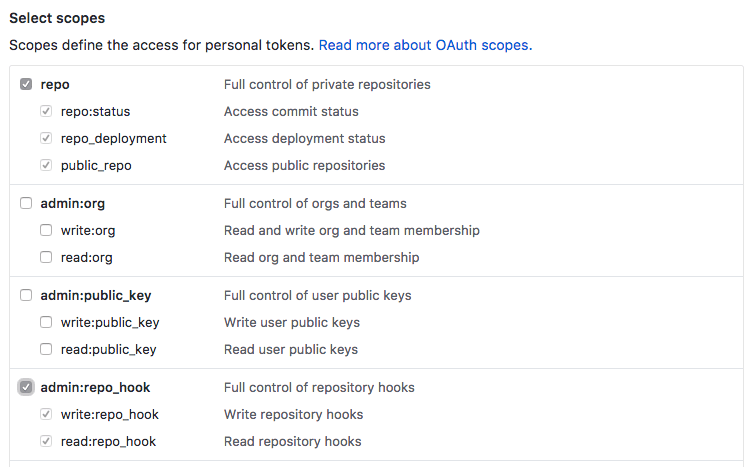 Select scopes
Scopes define the access for personal tokens. Read more about OAuth scopes.
repo Full control of private repositories
repo:status Access commit status
repo_deployment Access deployment status
public_repo Access public repositories
admin:org Full control of orgs and teams
write:org Read and write org and team membership
read:org Read org and team membership
admin:public_key Full control of user public keys
write:public_key Write user public keys
read:public_key Read user public keys
admin:repo_hook Full control of repository hooks
write:repo_hook Write repository hooks
read:repo_hook Read repository hooks